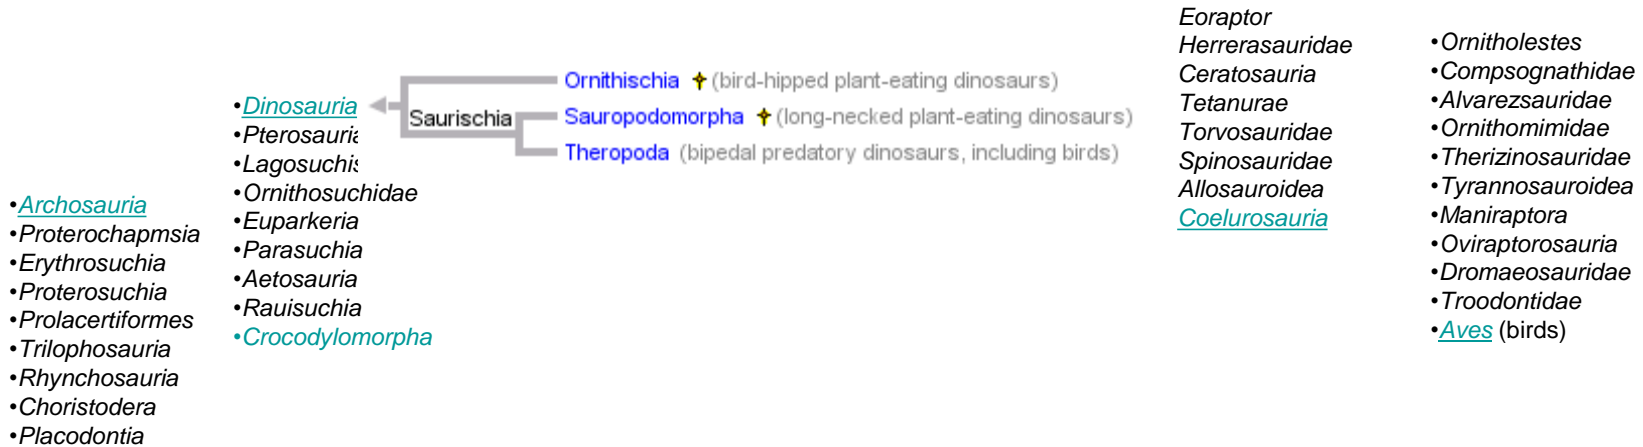 •Archosauria
•Proterochapmsia
•Erythrosuchia
•Proterosuchia
•Prolacertiformes
•Trilophosauria
•Rhynchosauria
•Choristodera
•Placodontia
•Dinosauria
•Pterosauria
•Lagosuchis
•Ornithosuchidae
•Euparkeria
•Parasuchia
•Aetosauria
•Rauisuchia
•Crocodylomorpha
Saurischia
Ornithischia (bird-hipped plant-eating dinosaurs)
Sauropodomorpha (long-necked plant-eating dinosaurs)
Theropoda (bipedal predatory dinosaurs, including birds)
Eoraptor
Herrerasauridae
Ceratosauria
Tetanurae
Torvosauridae
Spinosauridae
Allosauroidea
Coelurosauria
•Ornitholestes
•Compsognathidae
•Alvarezsauridae
•Ornithomimidae
•Therizinosauridae
•Tyrannosauroidea
•Maniraptora
•Oviraptorosauria
•Dromaeosauridae
•Troodontidae
•Aves (birds)